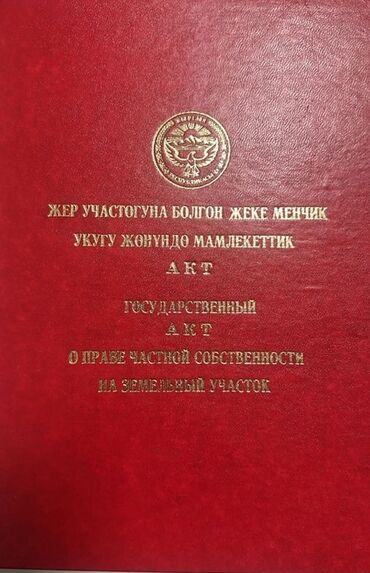 ЖЕР УЧАСТОГУНА БОЛГОН ЖЕКЕ МЕНЧИК
УКУГУ ЖӨНҮНДӨ МАМЛЕКЕТТИК
АКТ
ГОСУДАРСТВЕННЫЙ
АКТ
О ПРАВЕ ЧАСТНОЙ СОБСТВЕННОСТИ
НА ЗЕМЕЛЬНЫЙ УЧАСТОК